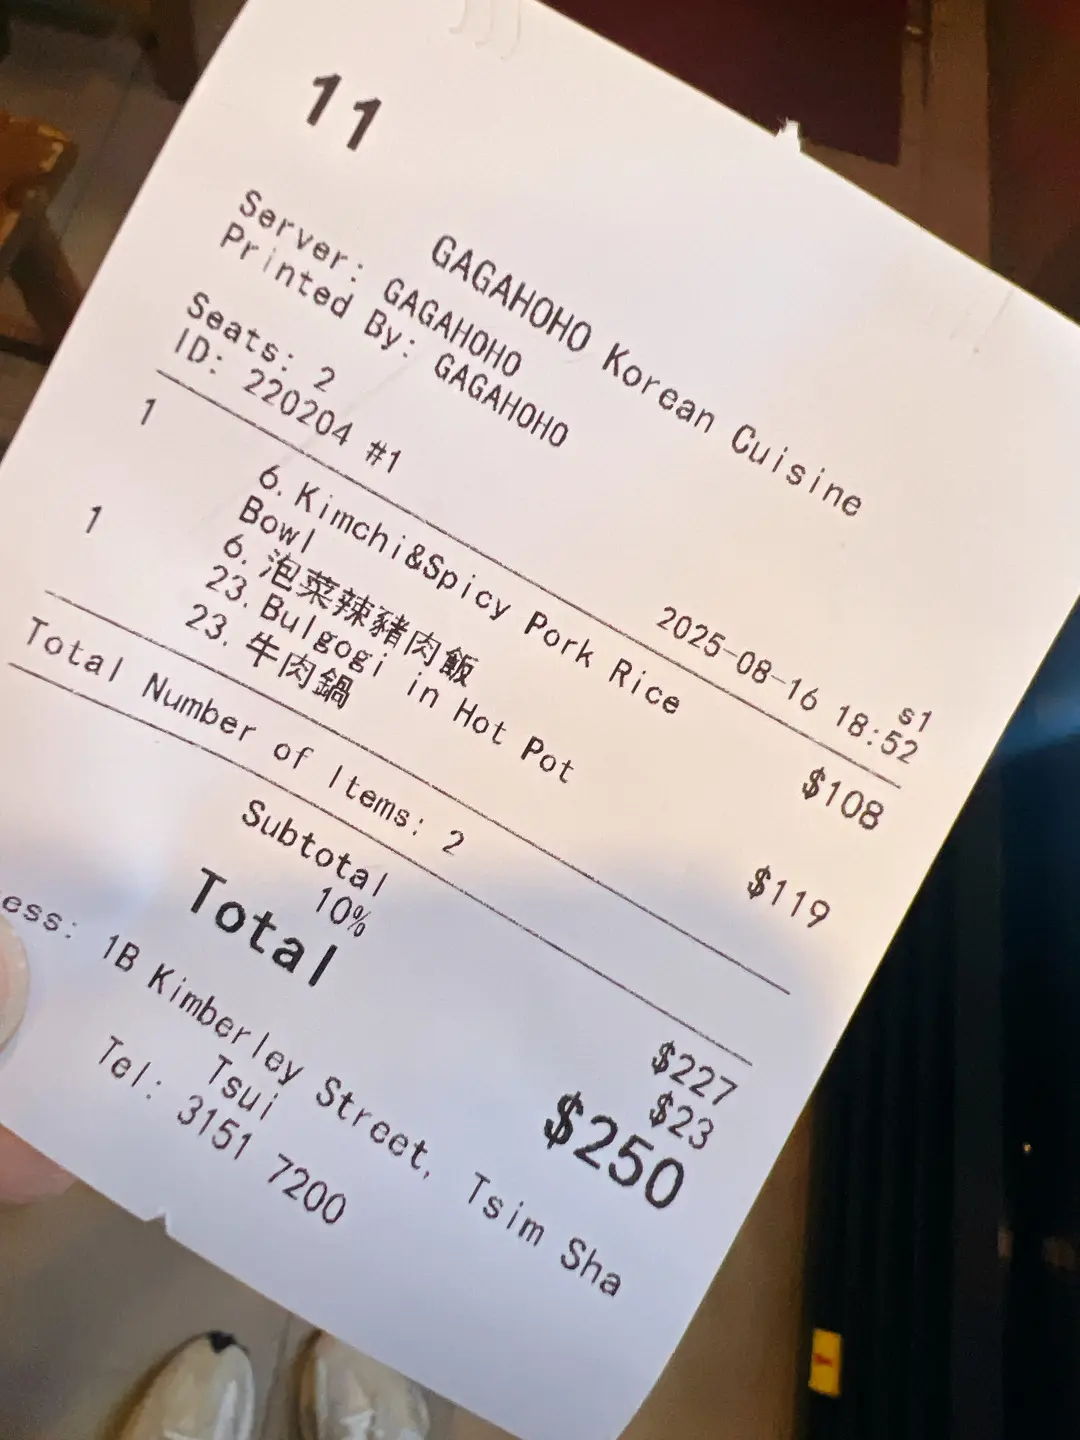 11
GAGAHOHO Korean Cuisine
Server: GAGAHOHO
Printed By: GAGAHOHO
s1
Seats: 2 2025-08-16 18:52
ID: 220204 #1
1 6. Kimchi&Spicy Pork Rice $108
Bowl
6. 泡菜辣豬肉飯
1 23. Bulgogi in Hot Pot $119
23. 牛肉鍋
Total Number of Items: 2
Subtotal $227
10% $23
Total $250
1B Kimberley Street, Tsim Sha
Tsui
Tel: 3151 7200